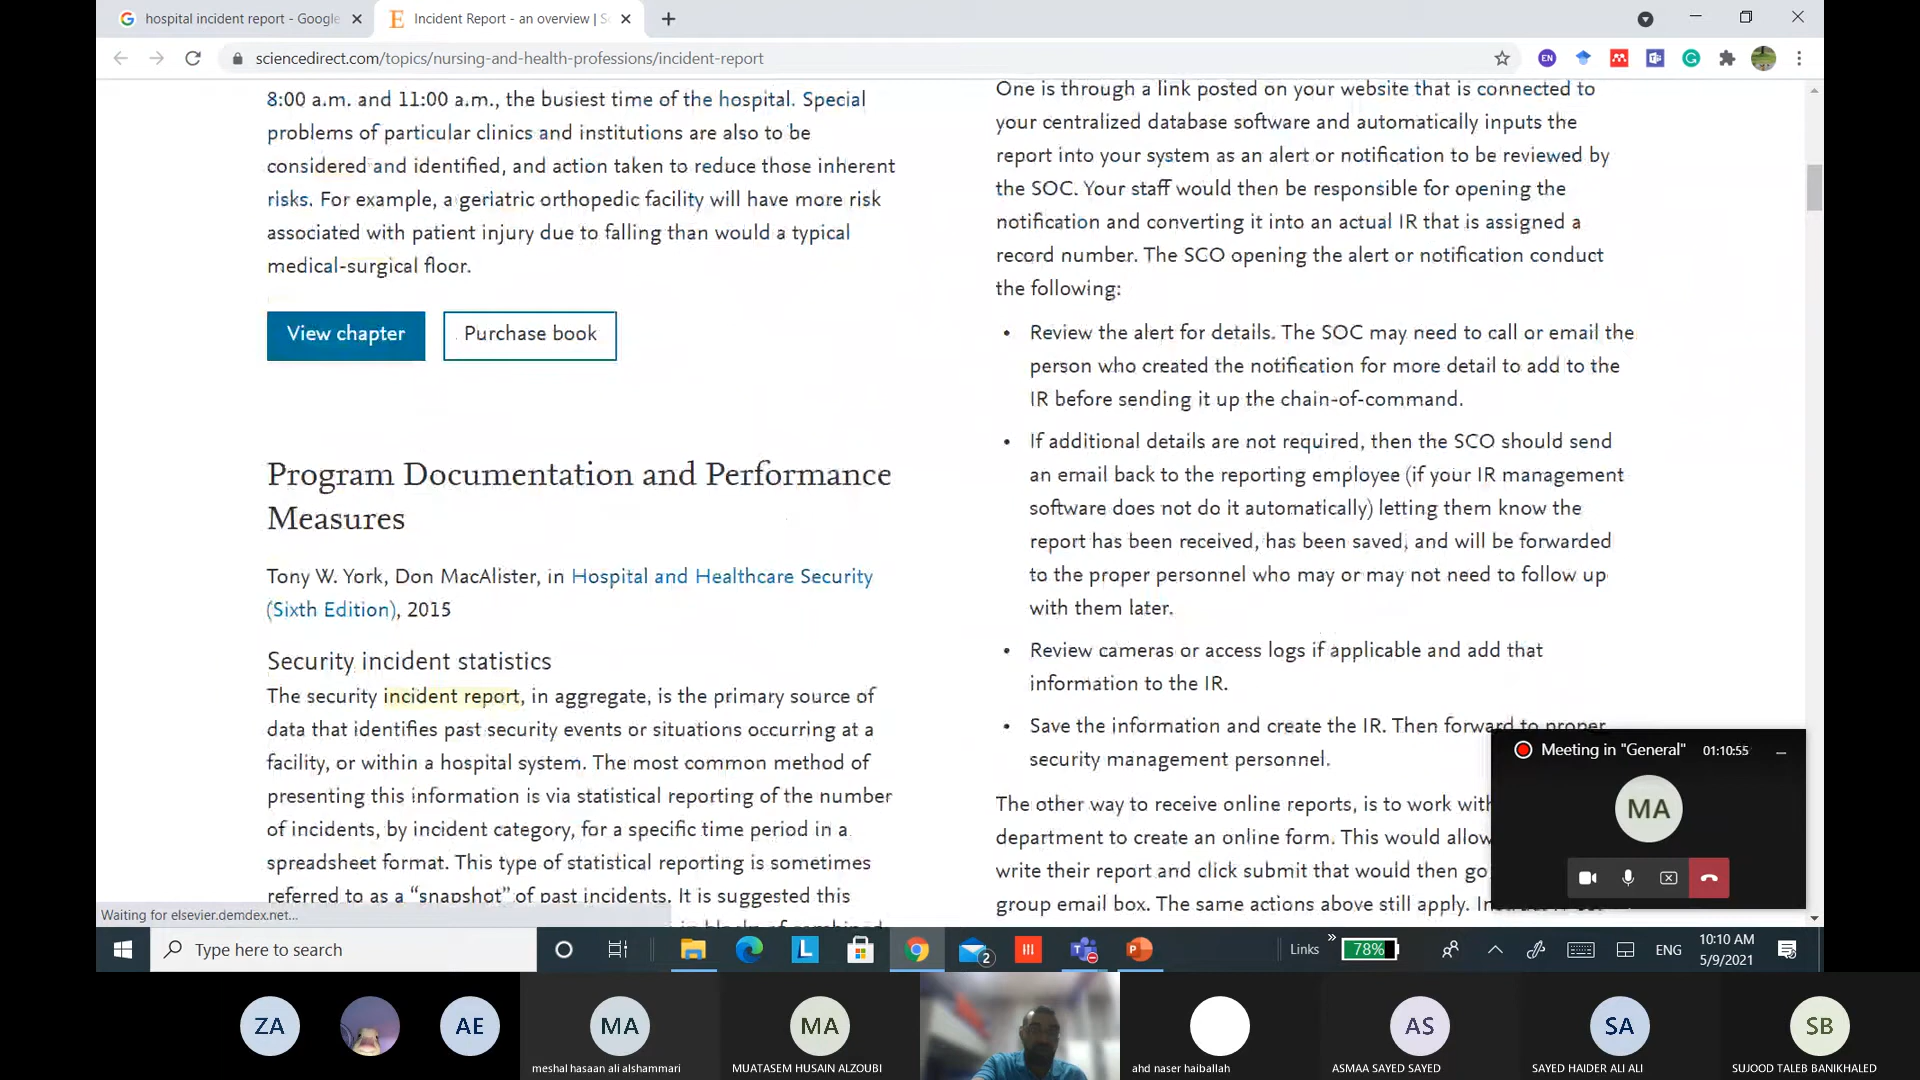 hospital incident report - Google
Incident Report - an overview | S
sciencedirect.com/topics/nursing-and-health-professions/incident-report
EN
8:00 a.m. and 11:00 a.m., the busiest time of the hospital. Special
problems of particular clinics and institutions are also to be
considered and identified, and action taken to reduce those inherent
risks. For example, a geriatric orthopedic facility will have more risk
associated with patient injury due to falling than would a typical
medical-surgical floor.
View chapter
Purchase book
Program Documentation and Performance
Measures
Tony W. York, Don MacAlister, in Hospital and Healthcare Security
(Sixth Edition), 2015
Security incident statistics
The security incident report, in aggregate, is the primary source of
data that identifies past security events or situations occurring at a
facility, or within a hospital system. The most common method of
presenting this information is via statistical reporting of the number
of incidents, by incident category, for a specific time period in a
spreadsheet format. This type of statistical reporting is sometimes
referred to as a “snapshot” of past incidents. It is suggested this
One is through a link posted on your website that is connected to
your centralized database software and automatically inputs the
report into your system as an alert or notification to be reviewed by
the SOC. Your staff would then be responsible for opening the
notification and converting it into an actual IR that is assigned a
record number. The SCO opening the alert or notification conduct
the following:
• Review the alert for details. The SOC may need to call or email the
person who created the notification for more detail to add to the
IR before sending it up the chain-of-command.
• If additional details are not required, then the SCO should send
an email back to the reporting employee (if your IR management
software does not do it automatically) letting them know the
report has been received, has been saved, and will be forwarded
to the proper personnel who may or may not need to follow up
with them later.
• Review cameras or access logs if applicable and add that
information to the IR.
• Save the information and create the IR. Then forward to proper
security management personnel.
The other way to receive online reports, is to work with
department to create an online form. This would allow
write their report and click submit that would then go
group email box. The same actions above still apply.
Meeting in "General" 01:10:55
MA
Waiting for elsevier.demdex.net...
Type here to search
L
2
Links
78%
ENG
10:10 AM
5/9/2021
ZA
AE
MA
meshal hasaan ali alshammari
MA
MUATASEM HUSAIN ALZOUBI
ahd naser haiballah
AS
ASMAA SAYED SAYED
SA
SAYED HAIDER ALI ALI
SB
SUJOOD TALEB BANIKHALED